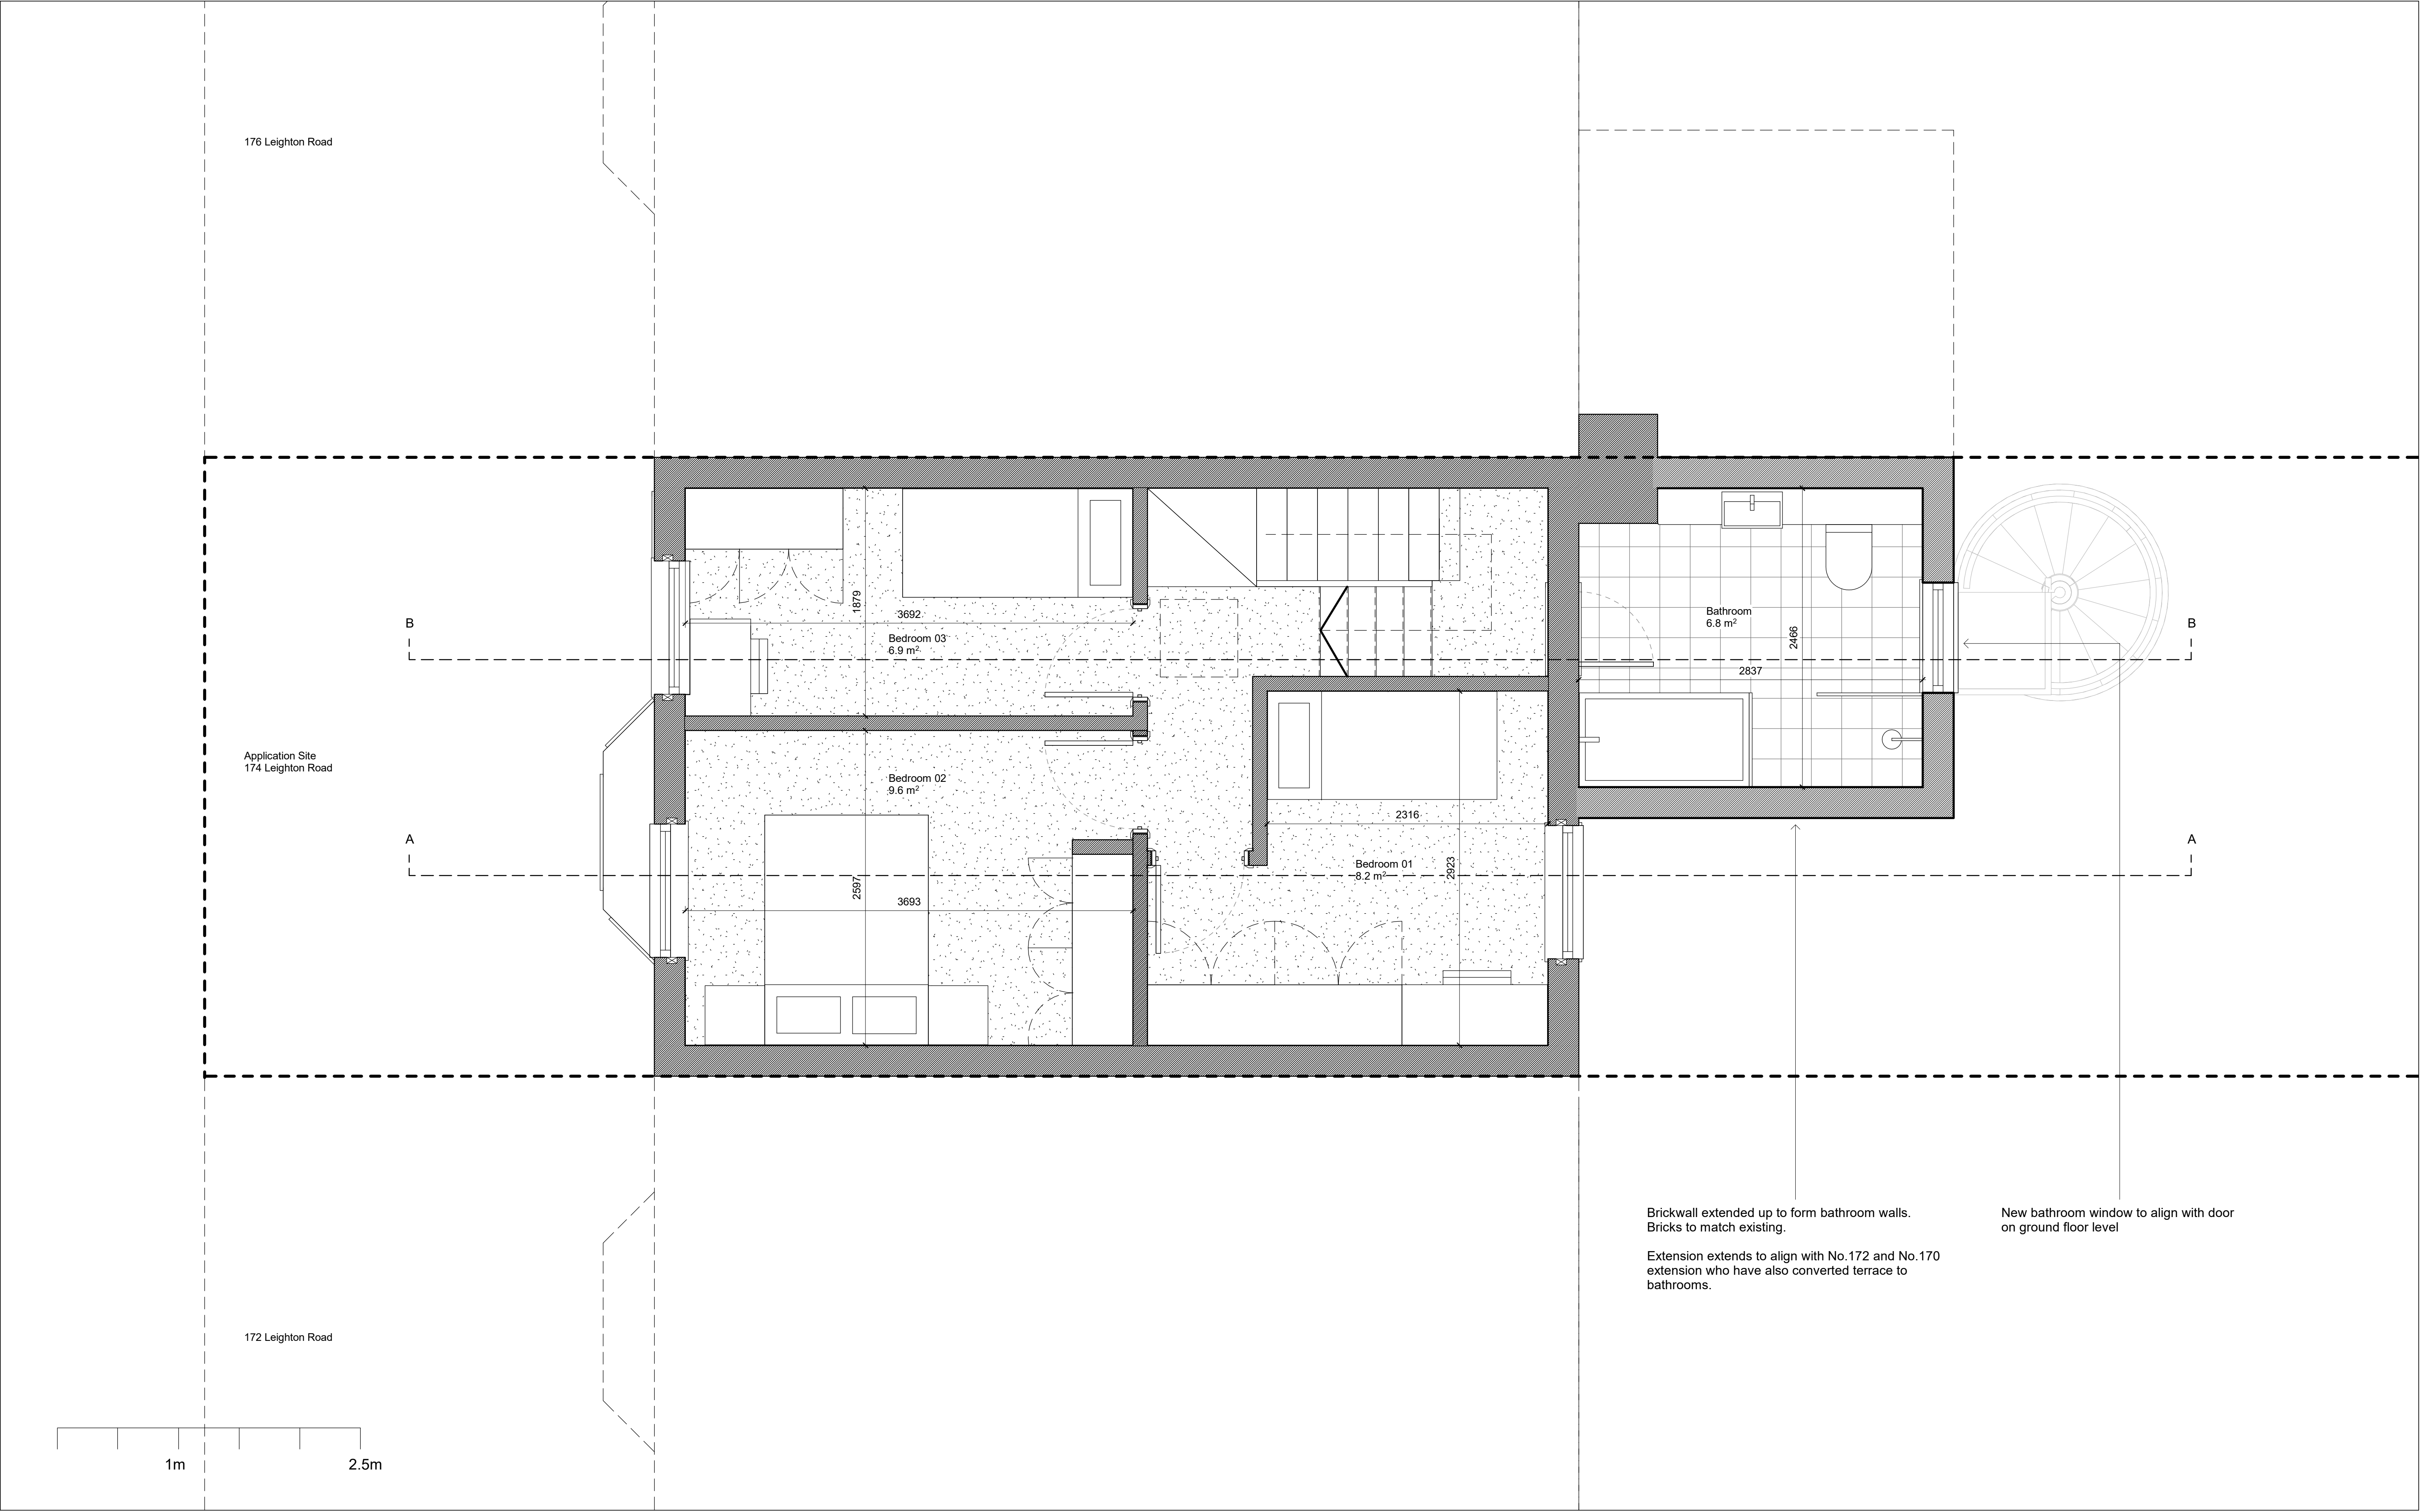 176 Leighton Road
B
B
1879
3692
Bedroom 03
6.9 m²
Bathroom
6.8 m²
2466
2837
Application Site
174 Leighton Road
Bedroom 02
9.6 m²
2316
A
A
Bedroom 01
8.2 m²
2923
2597
3693
Brickwall extended up to form bathroom walls.
Bricks to match existing.
Extension extends to align with No.172 and No.170
extension who have also converted terrace to
bathrooms.
New bathroom window to align with door
on ground floor level
172 Leighton Road
1m
2.5m